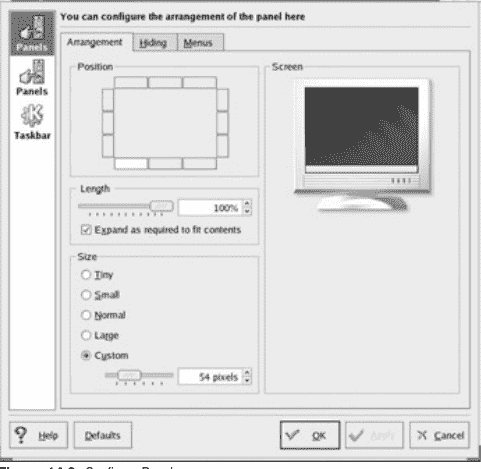 You can configure the arrangement of the panel here
Panels
Panels
Taskbar
Arrangement
Hiding
Menus
Position
Screen
Length
100%
Expand as required to fit contents
Size
Tiny
Small
Normal
Large
Custom
54 pixels
Help
Defaults
OK
Apply
Cancel